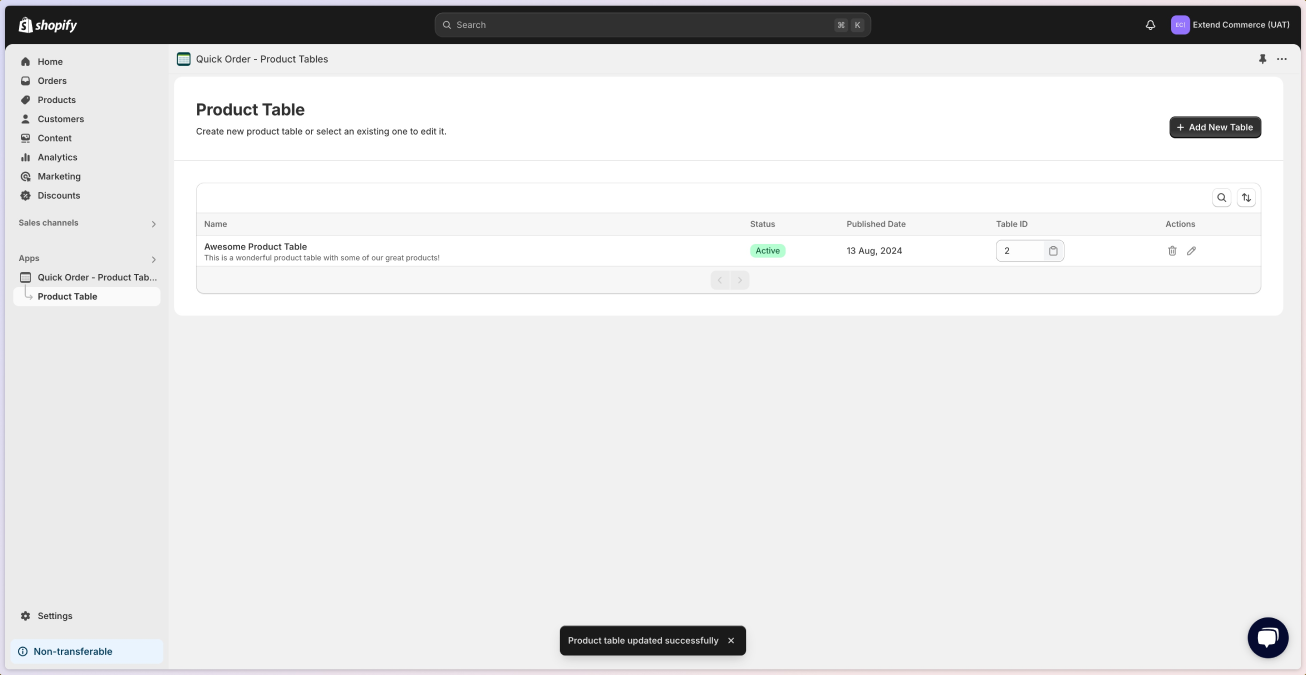 shopify
Search
⌘ K
ECI
Extend Commerce (UAT)
Home
Orders
Products
Customers
Content
Analytics
Marketing
Discounts
Sales channels
Apps
Quick Order - Product Tab...
Product Table
Settings
Non-transferable
Quick Order - Product Tables
Product Table
Create new product table or select an existing one to edit it.
+ Add New Table
Name Status Published Date Table ID Actions
Awesome Product Table Active 13 Aug, 2024 2
This is a wonderful product table with some of our great products!
Product table updated successfully